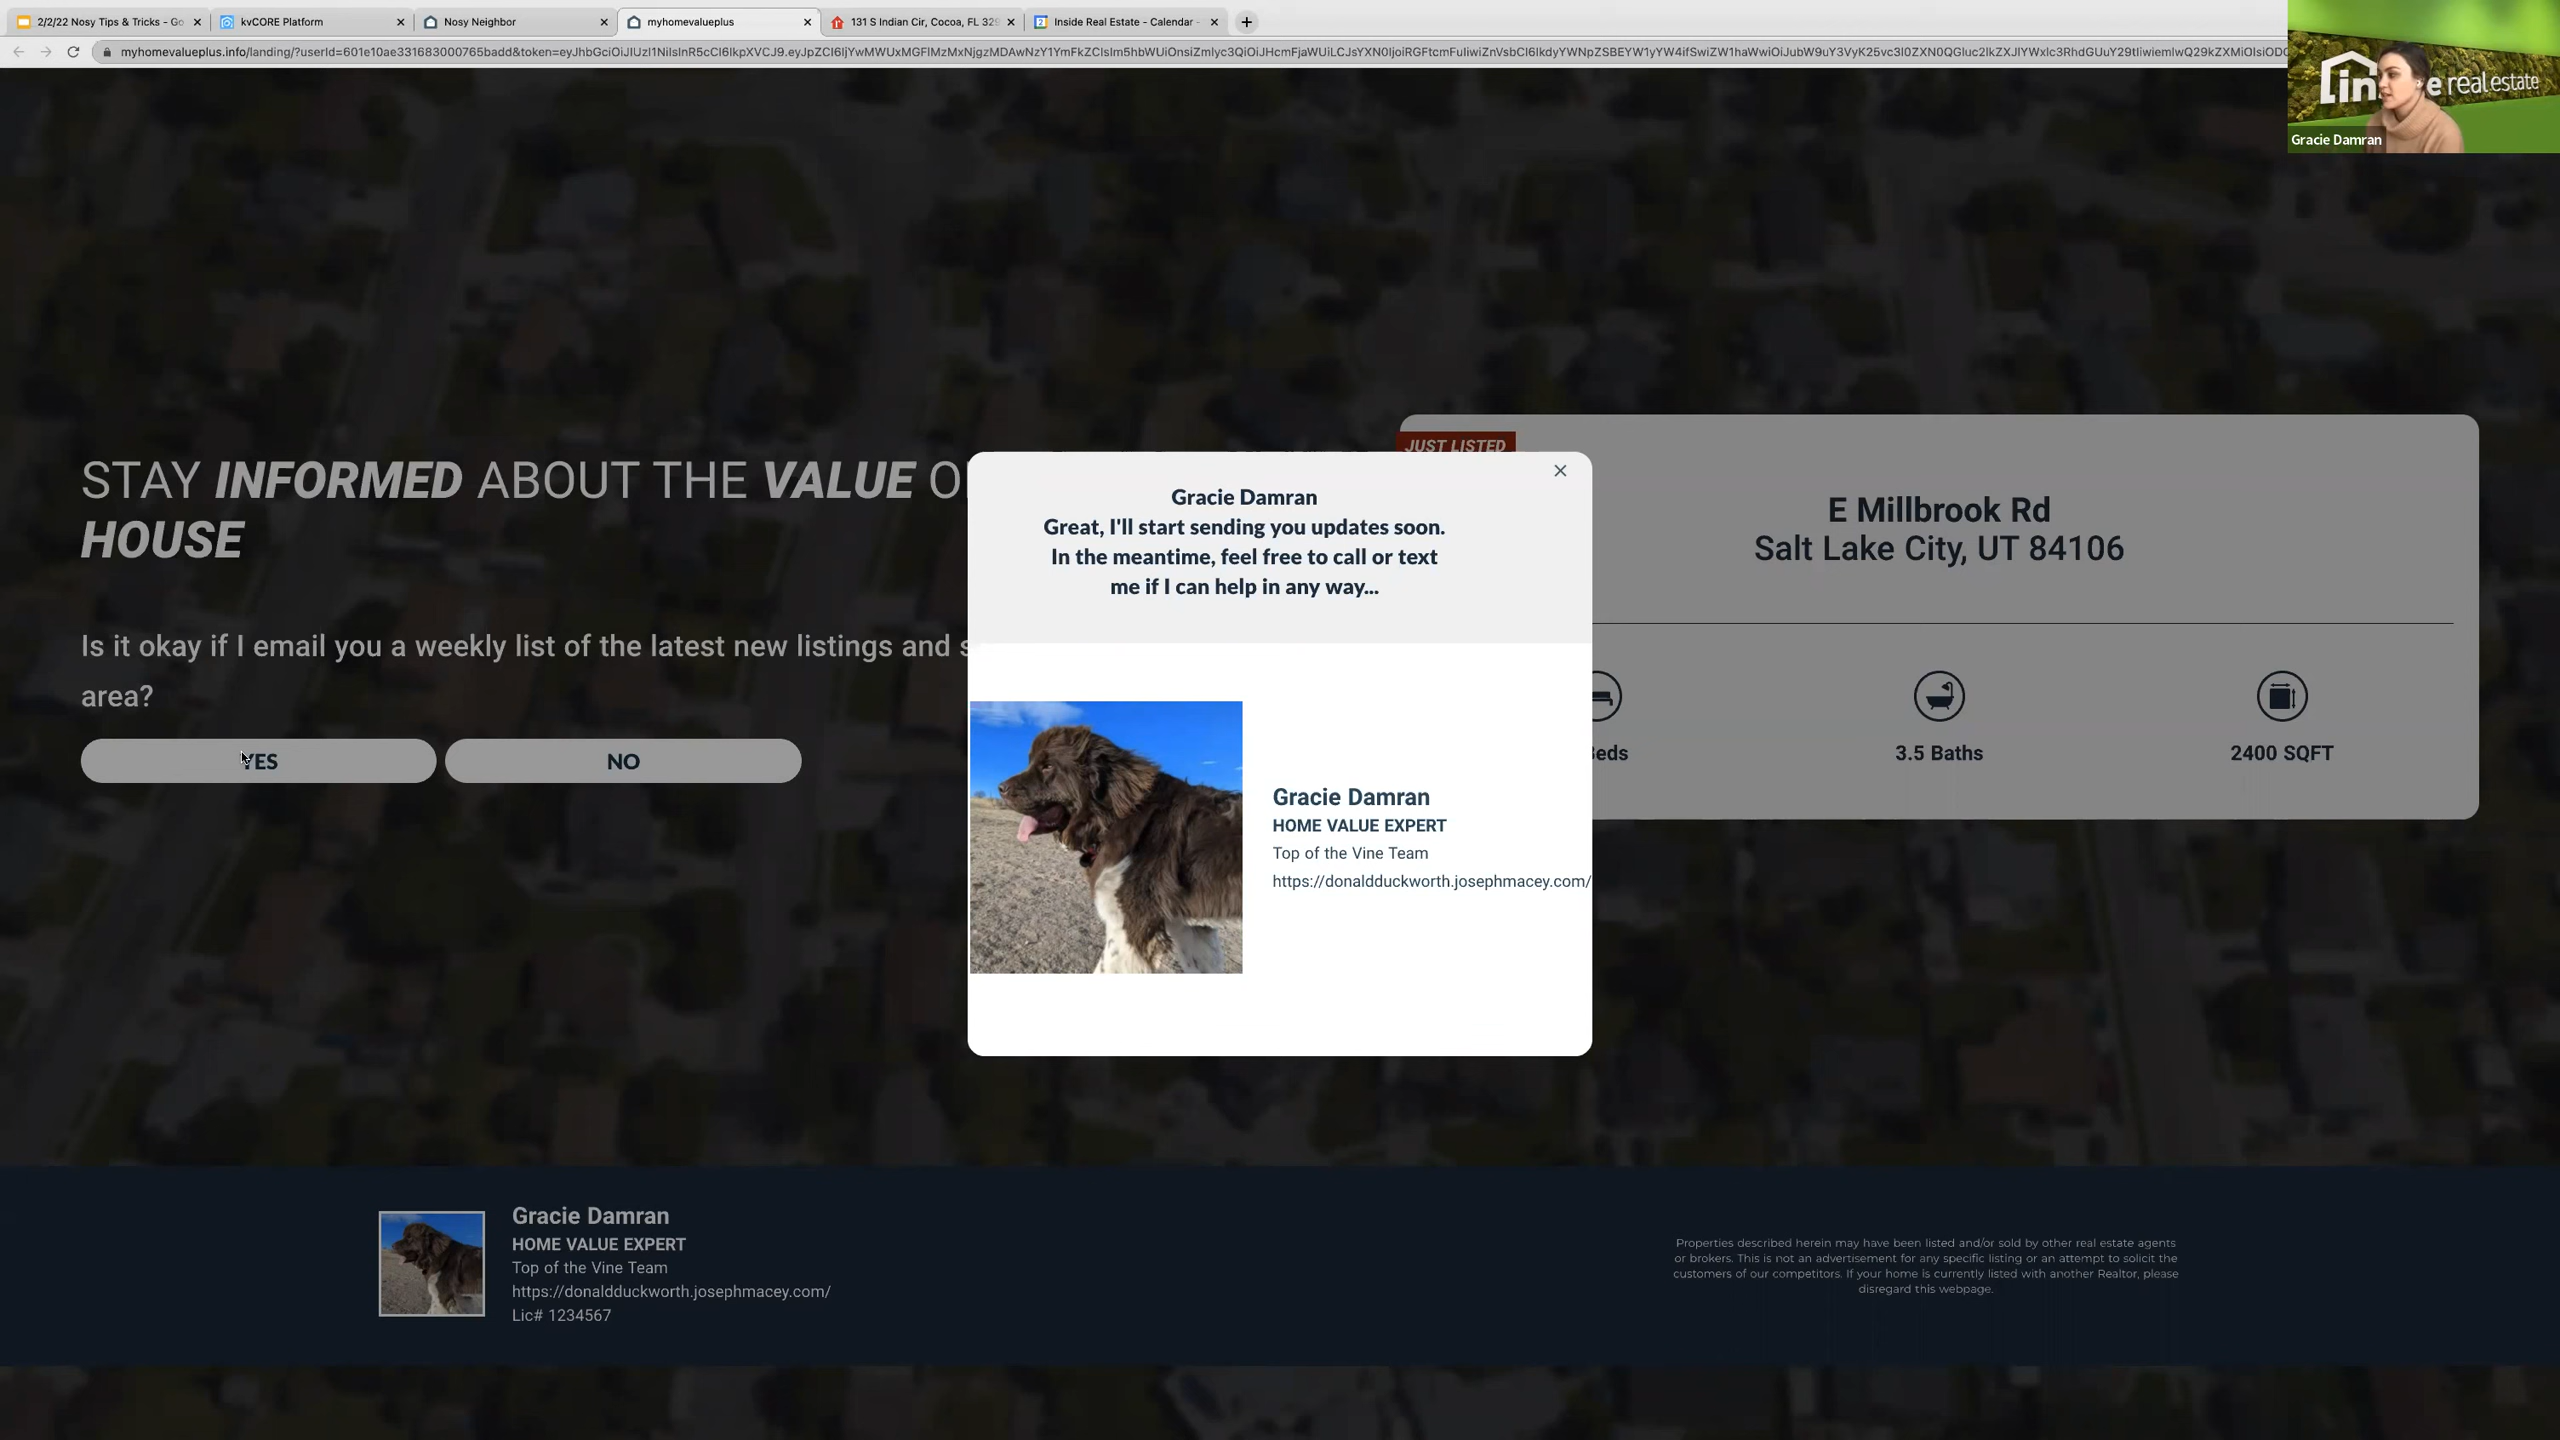 2/2/22 Nosy Tips & Tricks - Go
kvCORE Platform
Nosy Neighbor
myhomevalueplus
131 S Indian Cir, Cocoa, FL 329
Inside Real Estate - Calendar -
real estate
Gracie Damran
STAY INFORMED ABOUT THE VALUE
HOUSE
Is it okay if I email you a weekly list of the latest new listings and
area?
YES
NO
JUST LISTED
E Millbrook Rd
Salt Lake City, UT 84106
3.5 Baths
2400 SQFT
Gracie Damran
Great, I'll start sending you updates soon.
In the meantime, feel free to call or text
me if I can help in any way...
Gracie Damran
HOME VALUE EXPERT
Top of the Vine Team
https://donaldduckworth.josephmacey.com/
Gracie Damran
HOME VALUE EXPERT
Top of the Vine Team
https://donaldduckworth.josephmacey.com/
Lic# 1234567
Properties described herein may have been listed and/or sold by other real estate agents
or brokers. This is not an advertisement for any specific listing or an attempt to solicit the
customers of our competitors. If your home is currently listed with another Realtor, please
disregard this webpage.